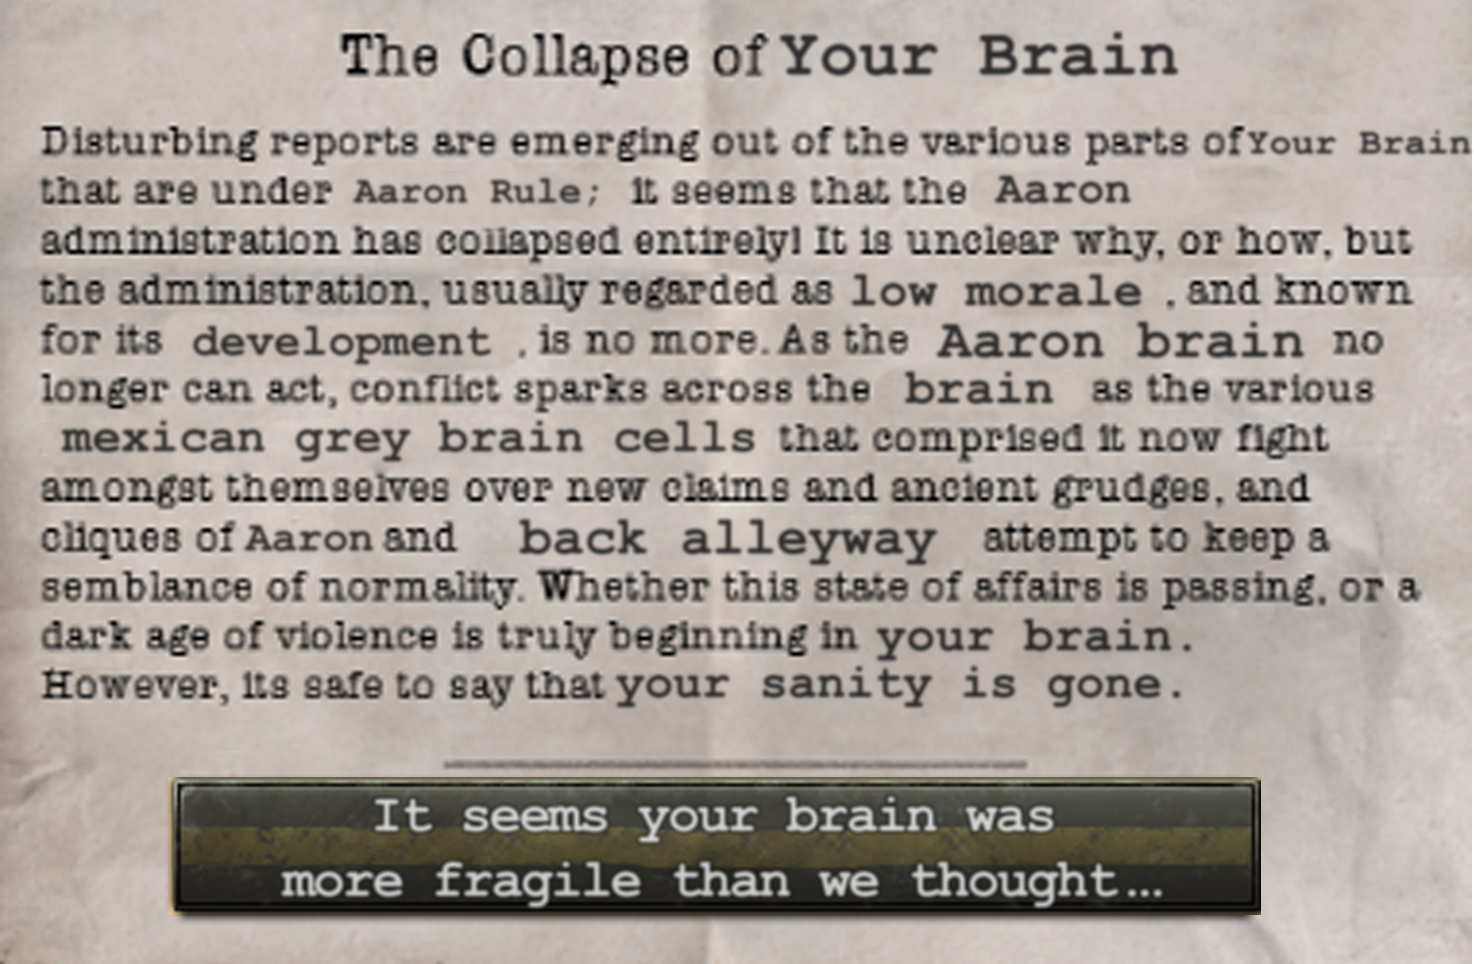 The Collapse of Your Brain
Disturbing reports are emerging out of the various parts of Your Brain
that are under Aaron Rule; it seems that the Aaron
administration has collapsed entirely! It is unclear why, or how, but
the administration, usually regarded as low morale , and known
for its development , is no more. As the Aaron brain no
longer can act, conflict sparks across the brain as the various
mexican grey brain cells that comprised it now fight
amongst themselves over new claims and ancient grudges, and
cliques of Aaron and back alleyway attempt to keep a
semblance of normality. Whether this state of affairs is passing, or a
dark age of violence is truly beginning in your brain.
However, its safe to say that your sanity is gone.
It seems your brain was
more fragile than we thought...